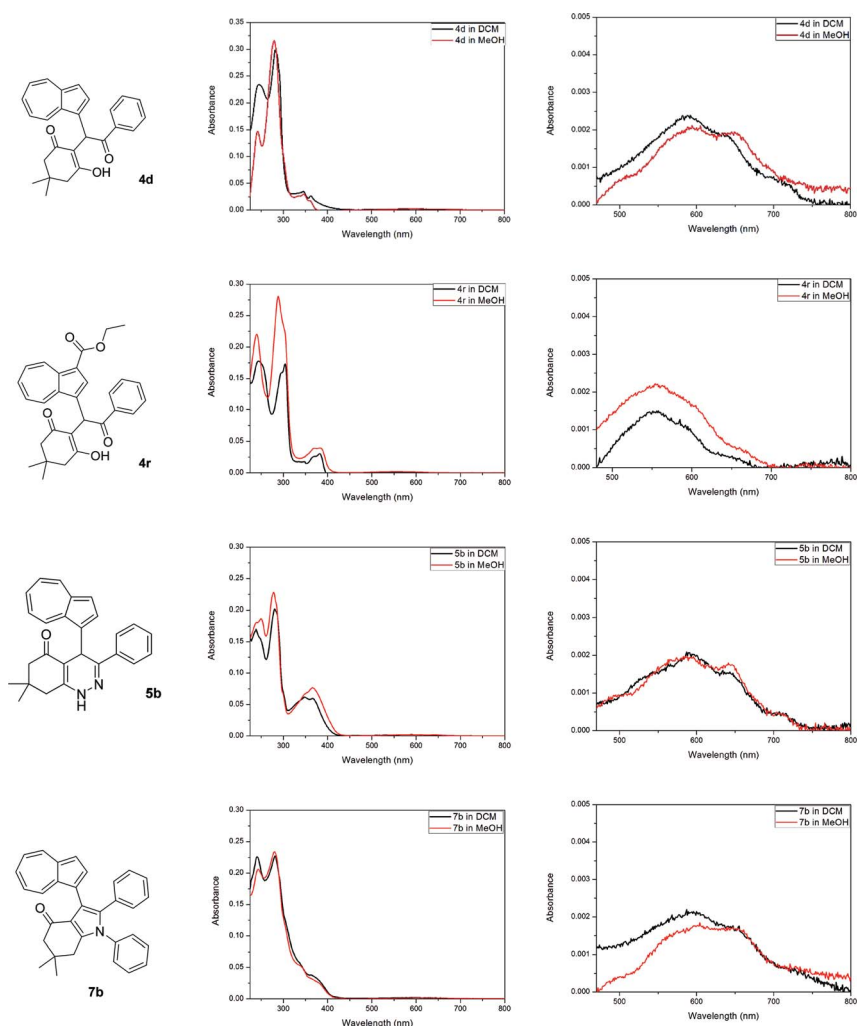 4d in DCM
4d in MeOH
Absorbance
0.35
0.30
0.25
0.20
0.15
0.10
0.05
0.00
300 400 500 600 700 800
Wavelength (nm)
4d in DCM
4d in MeOH
Absorbance
0.005
0.004
0.003
0.002
0.001
0.000
500 600 700 800
Wavelength (nm)
O
O
OH
4d
4r in DCM
4r in MeOH
Absorbance
0.30
0.25
0.20
0.15
0.10
0.05
0.00
300 400 500 600 700 800
Wavelength (nm)
4r in DCM
4r in MeOH
Absorbance
0.005
0.004
0.003
0.002
0.001
0.000
500 600 700 800
Wavelength (nm)
O
O
O
O
OH
4r
5b in DCM
5b in MeOH
Absorbance
0.30
0.25
0.20
0.15
0.10
0.05
0.00
300 400 500 600 700 800
Wavelength (nm)
5b in DCM
5b in MeOH
Absorbance
0.005
0.004
0.003
0.002
0.001
0.000
500 600 700 800
Wavelength (nm)
O
N
N
H
5b
7b in DCM
7b in MeOH
Absorbance
0.30
0.25
0.20
0.15
0.10
0.05
0.00
300 400 500 600 700 800
Wavelength (nm)
7b in DCM
7b in MeOH
Absorbance
0.005
0.004
0.003
0.002
0.001
0.000
500 600 700 800
Wavelength (nm)
O
N
7b